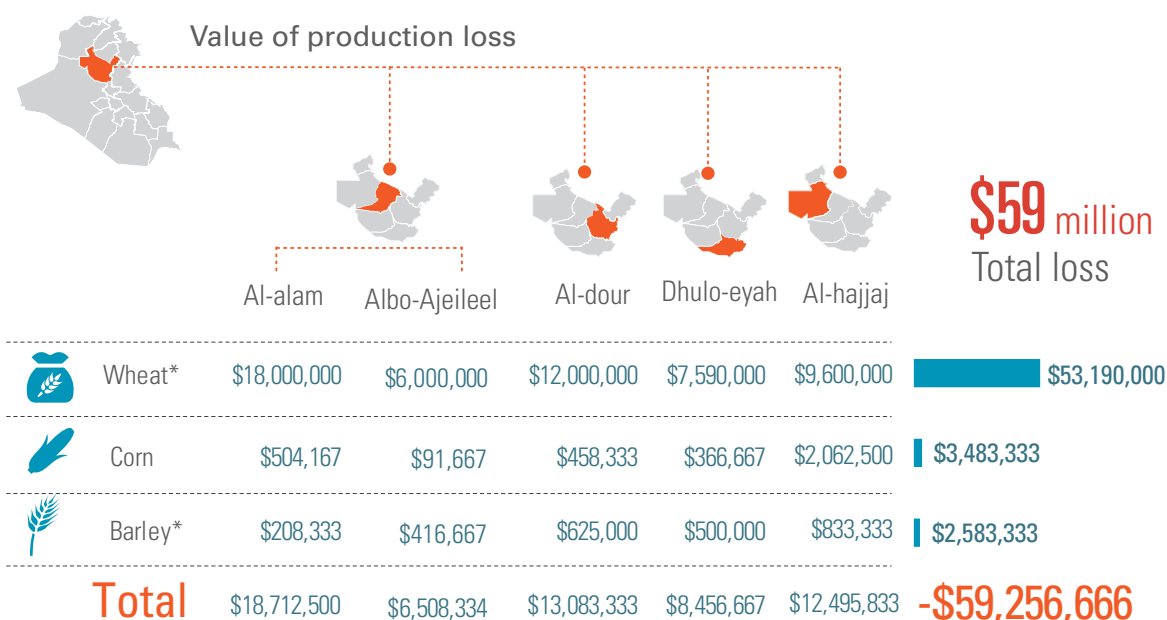 Value of production loss
$59 million
Total loss
Al-alam Albo-Ajeileel Al-dour Dhulo-eyah Al-hajjaj
Wheat* $18,000,000 $6,000,000 $12,000,000 $7,590,000 $9,600,000 $53,190,000
Corn $504,167 $91,667 $458,333 $366,667 $2,062,500 $3,483,333
Barley* $208,333 $416,667 $625,000 $500,000 $833,333 $2,583,333
Total $18,712,500 $6,508,334 $13,083,333 $8,456,667 $12,495,833 -$59,256,666